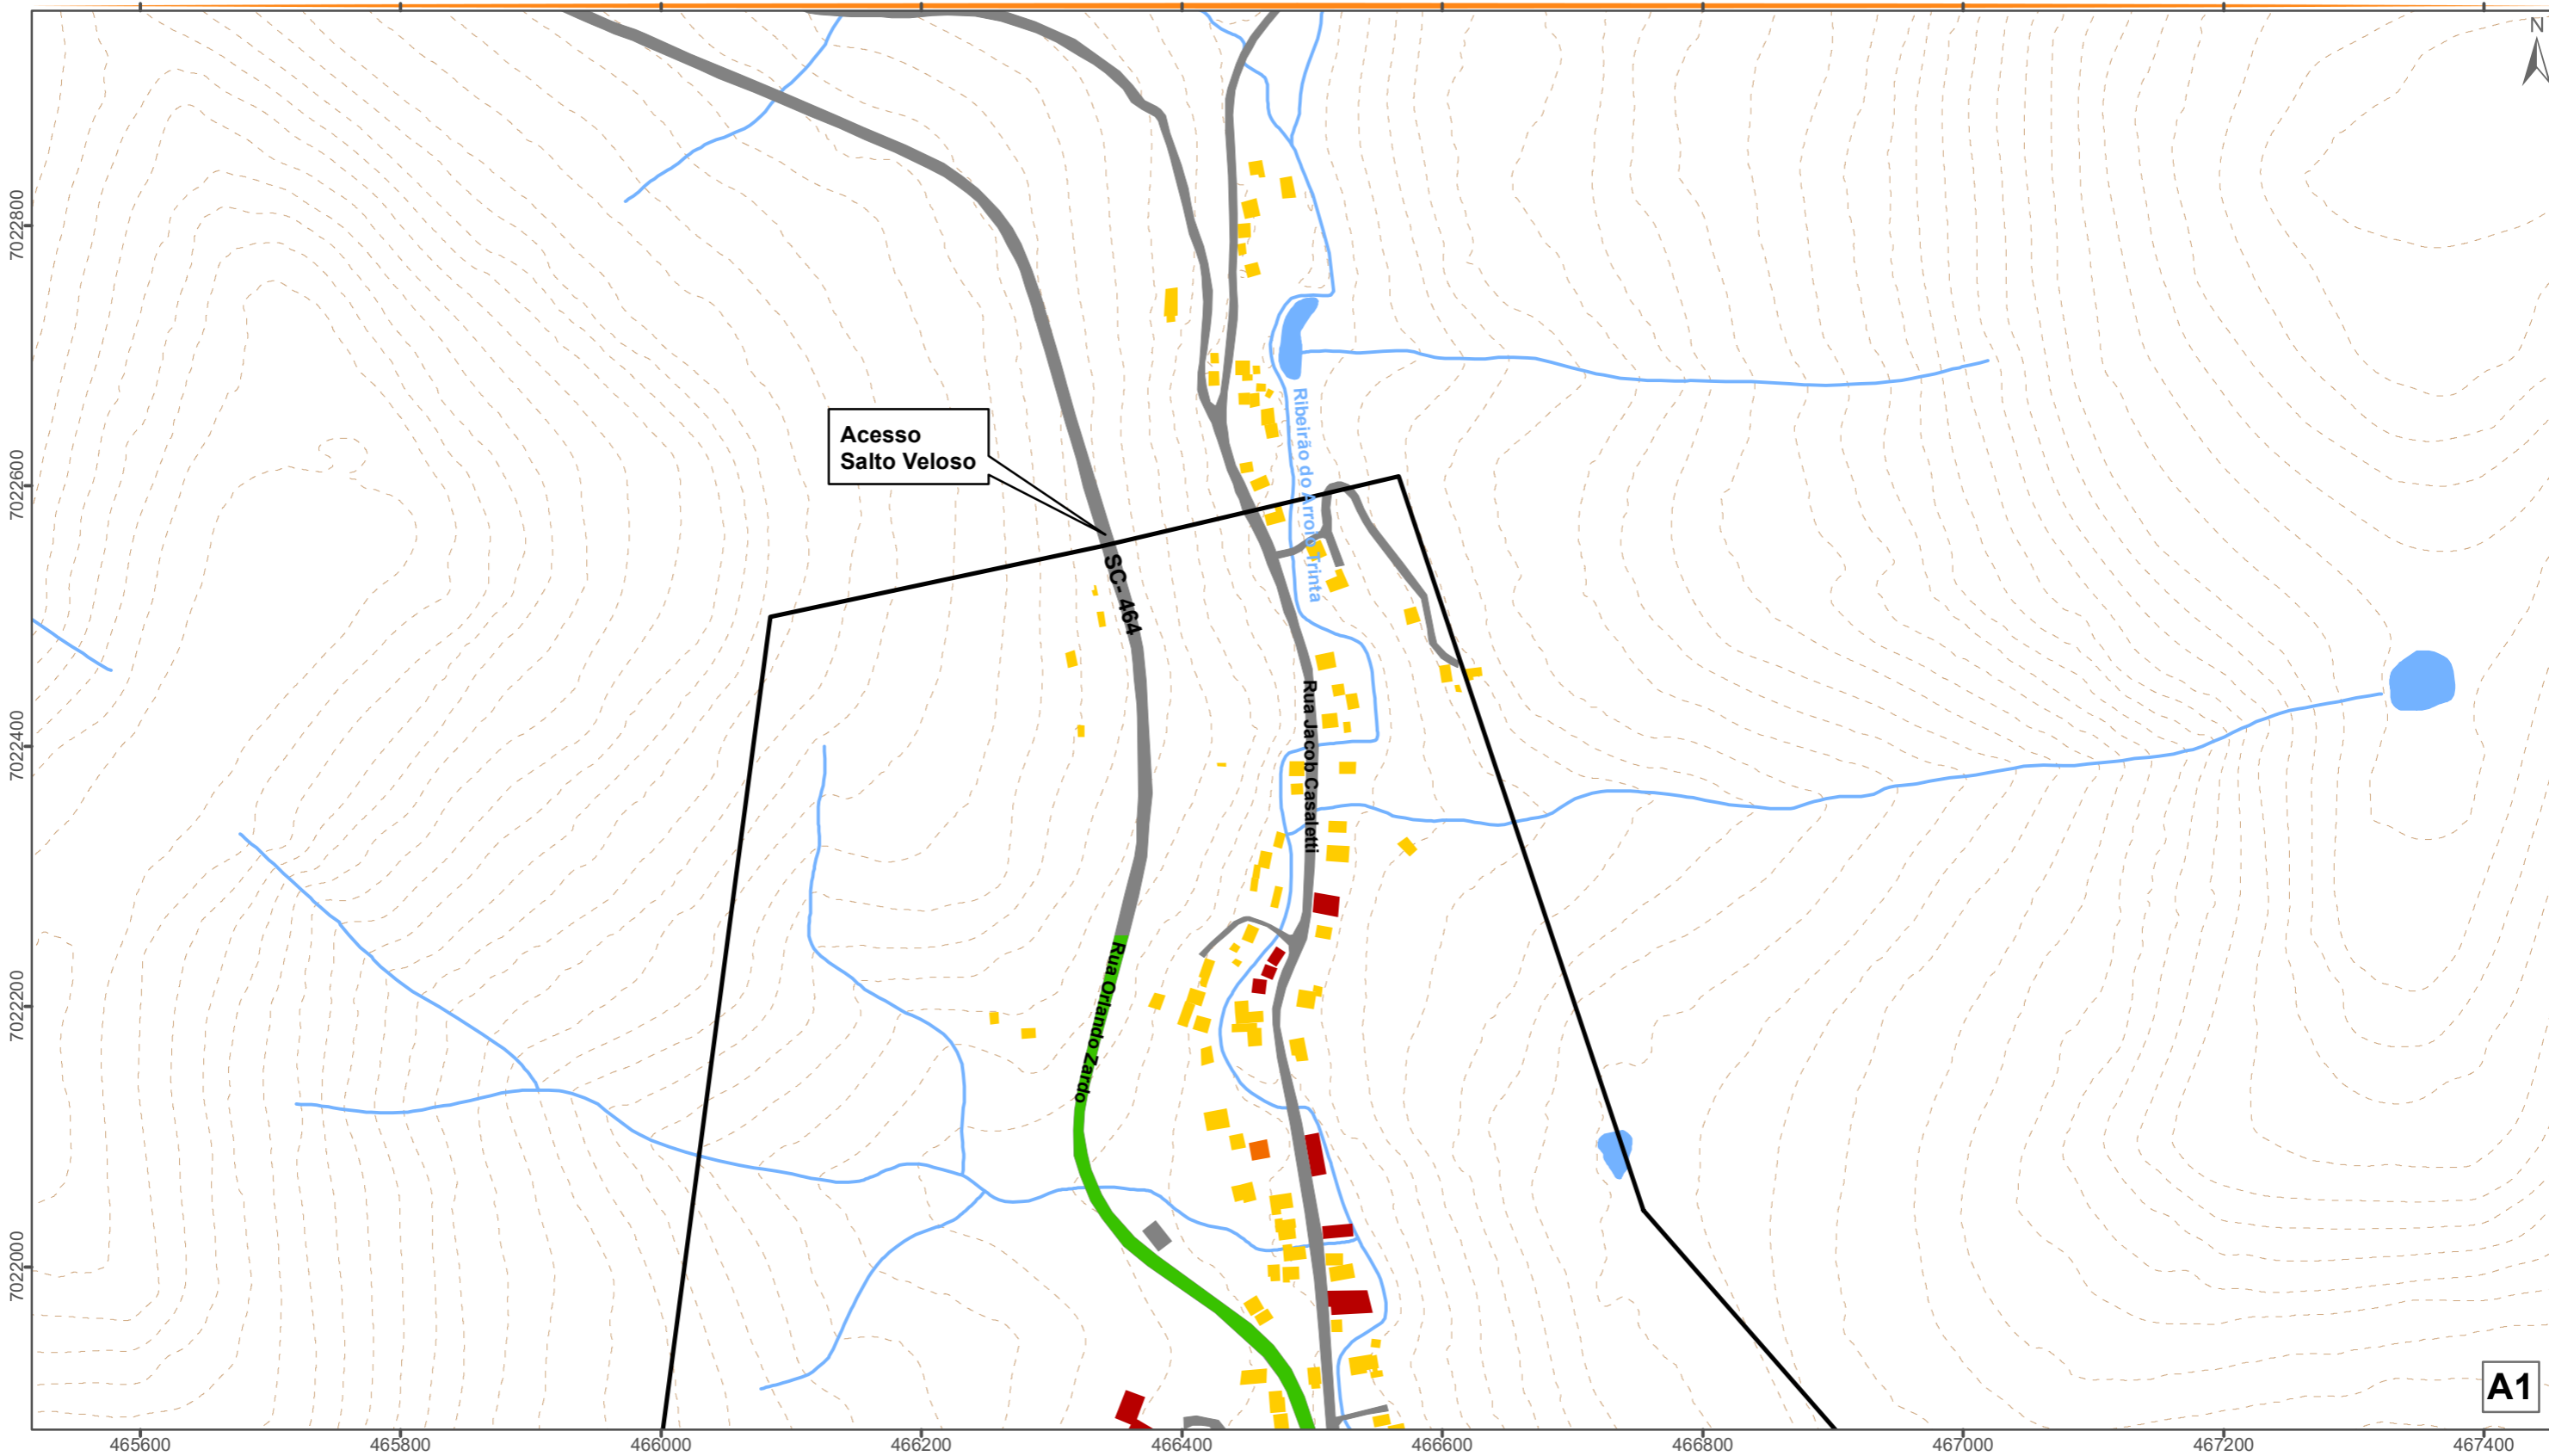 N
7022800
7022600
7022400
7022200
7022000
Acesso
Salto Veloso
SC- 464
Ribeirão do Arroio Trinta
Rua Jacob Casaletti
Rua Orlando Zardo
A1
465600
465800
466000
466200
466400
466600
466800
467000
467200
467400